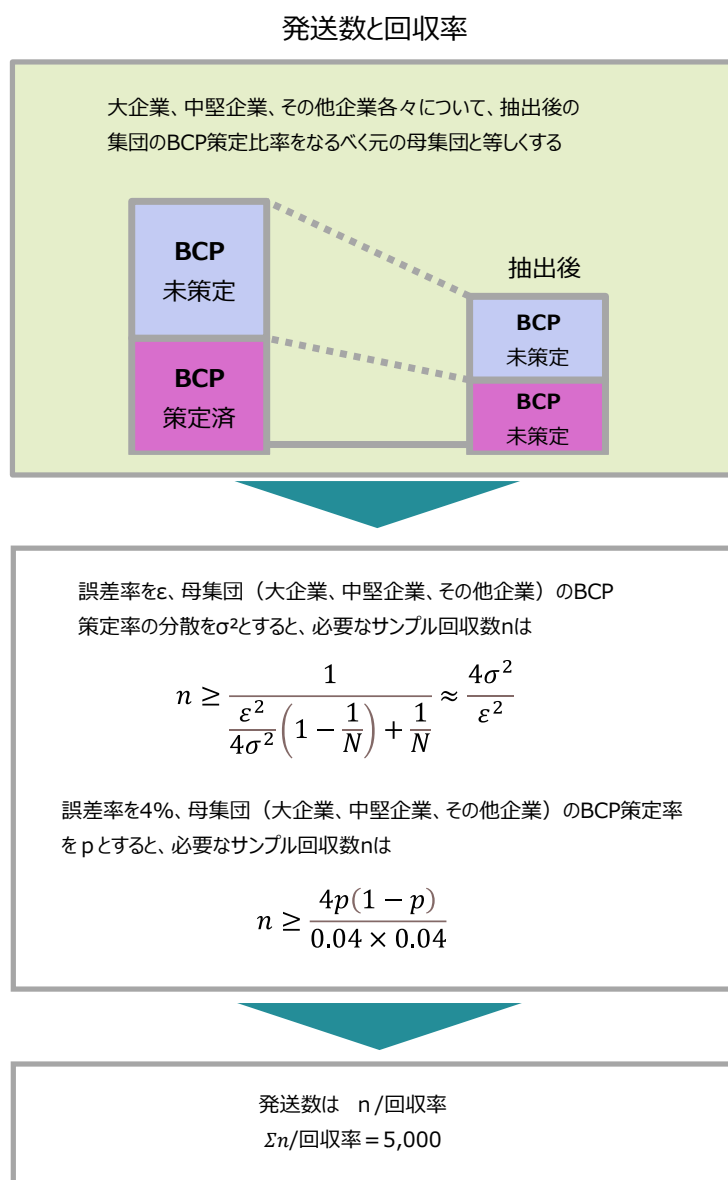 発送数と回収率
大企業、中堅企業、その他企業各々について、抽出後の
集団のBCP策定比率をなるべく元の母集団と等しくする
BCP
未策定
BCP
策定済
抽出後
BCP
未策定
BCP
未策定
誤差率をε、母集団（大企業、中堅企業、その他企業）のBCP
策定率の分散をσ²とすると、必要なサンプル回収数nは
n ≥ 1 / (ε²/4σ² (1 − 1/N) + 1/N) ≈ 4σ²/ε²
誤差率を4%、母集団（大企業、中堅企業、その他企業）のBCP策定率
をｐとすると、必要なサンプル回収数nは
n ≥ 4p(1 − p) / 0.04 × 0.04
発送数は　n/回収率
Σn/回収率＝5,000